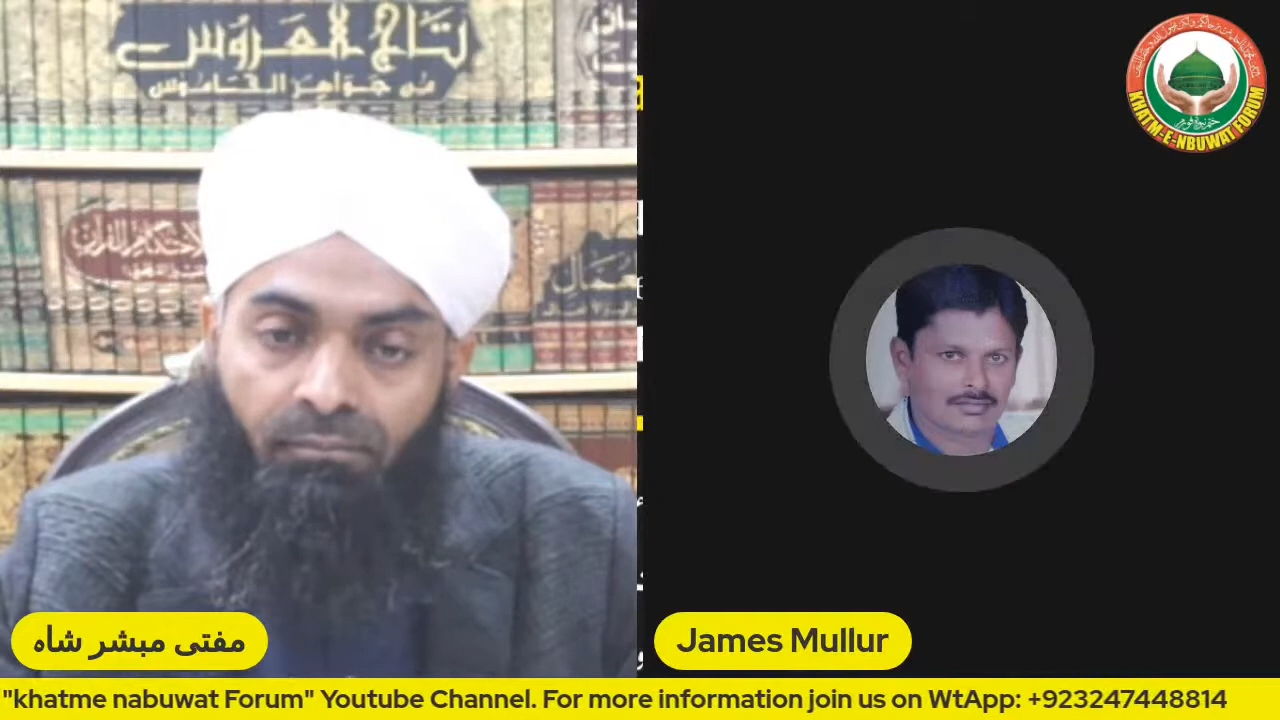 تاج العروس
من جواهر القاموس
KHATM-E-NBUWAT FORUM
مفتی مبشر شاہ
James Mullur
"khatme nabuwat Forum" Youtube Channel. For more information join us on WtApp: +923247448814